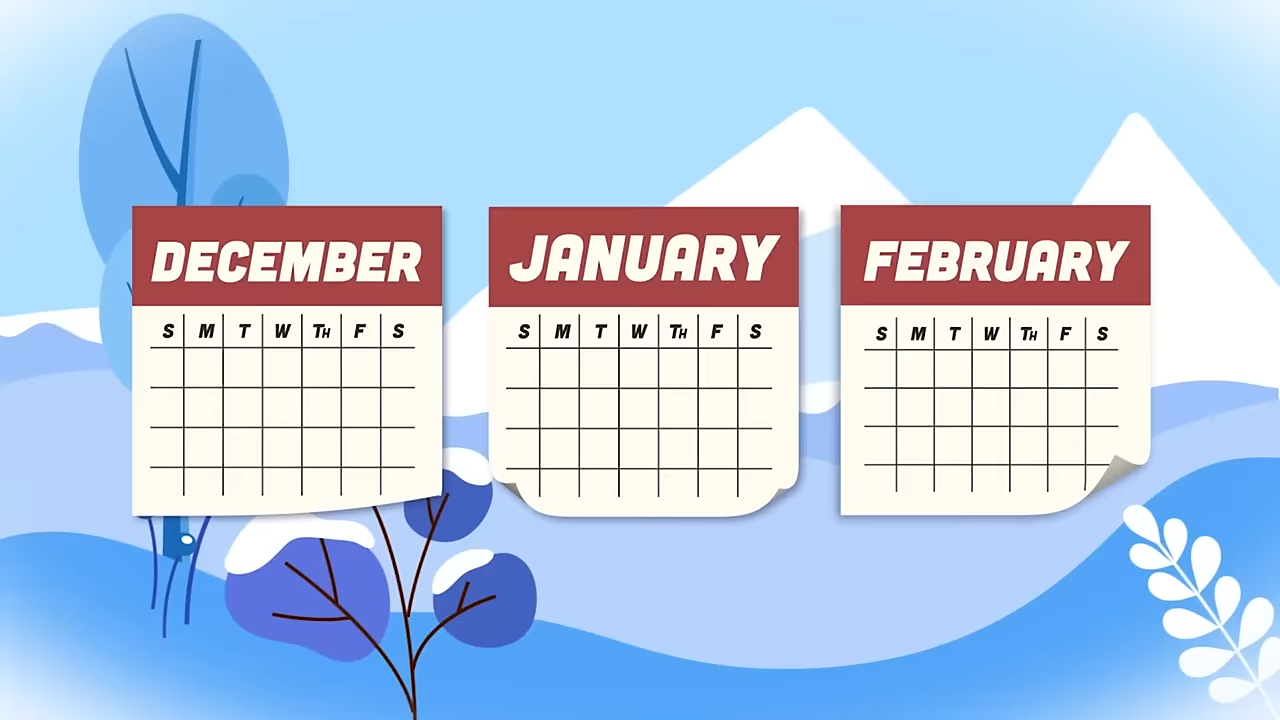 DECEMBER
S M T W TH F S
JANUARY
S M T W TH F S
FEBRUARY
S M T W TH F S